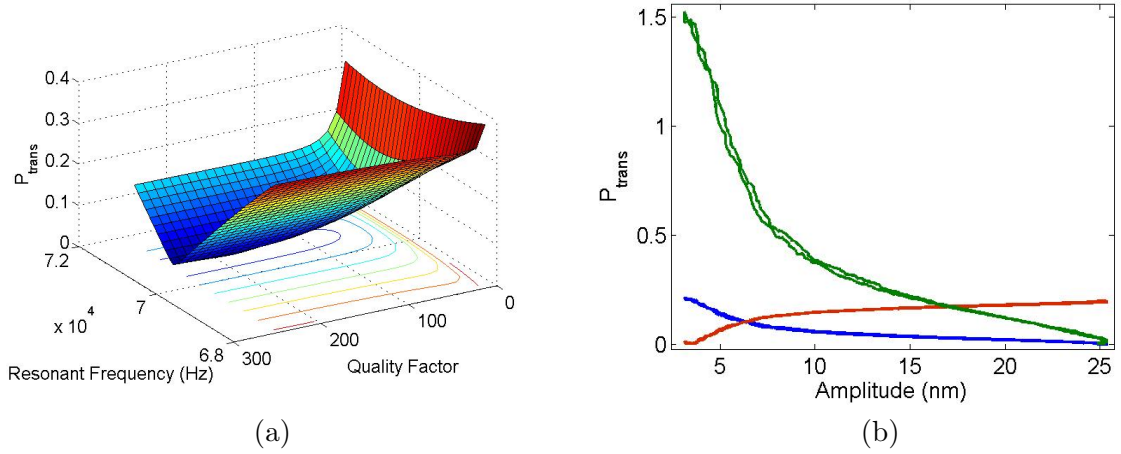 0.4
0.3
0.2
0.1
0
P_trans
7.2
7
x 10^4
6.8
Resonant Frequency (Hz)
300
200
100
0
Quality Factor
(a)
1.5
1
0.5
0
P_trans
5
10
15
20
25
Amplitude (nm)
(b)